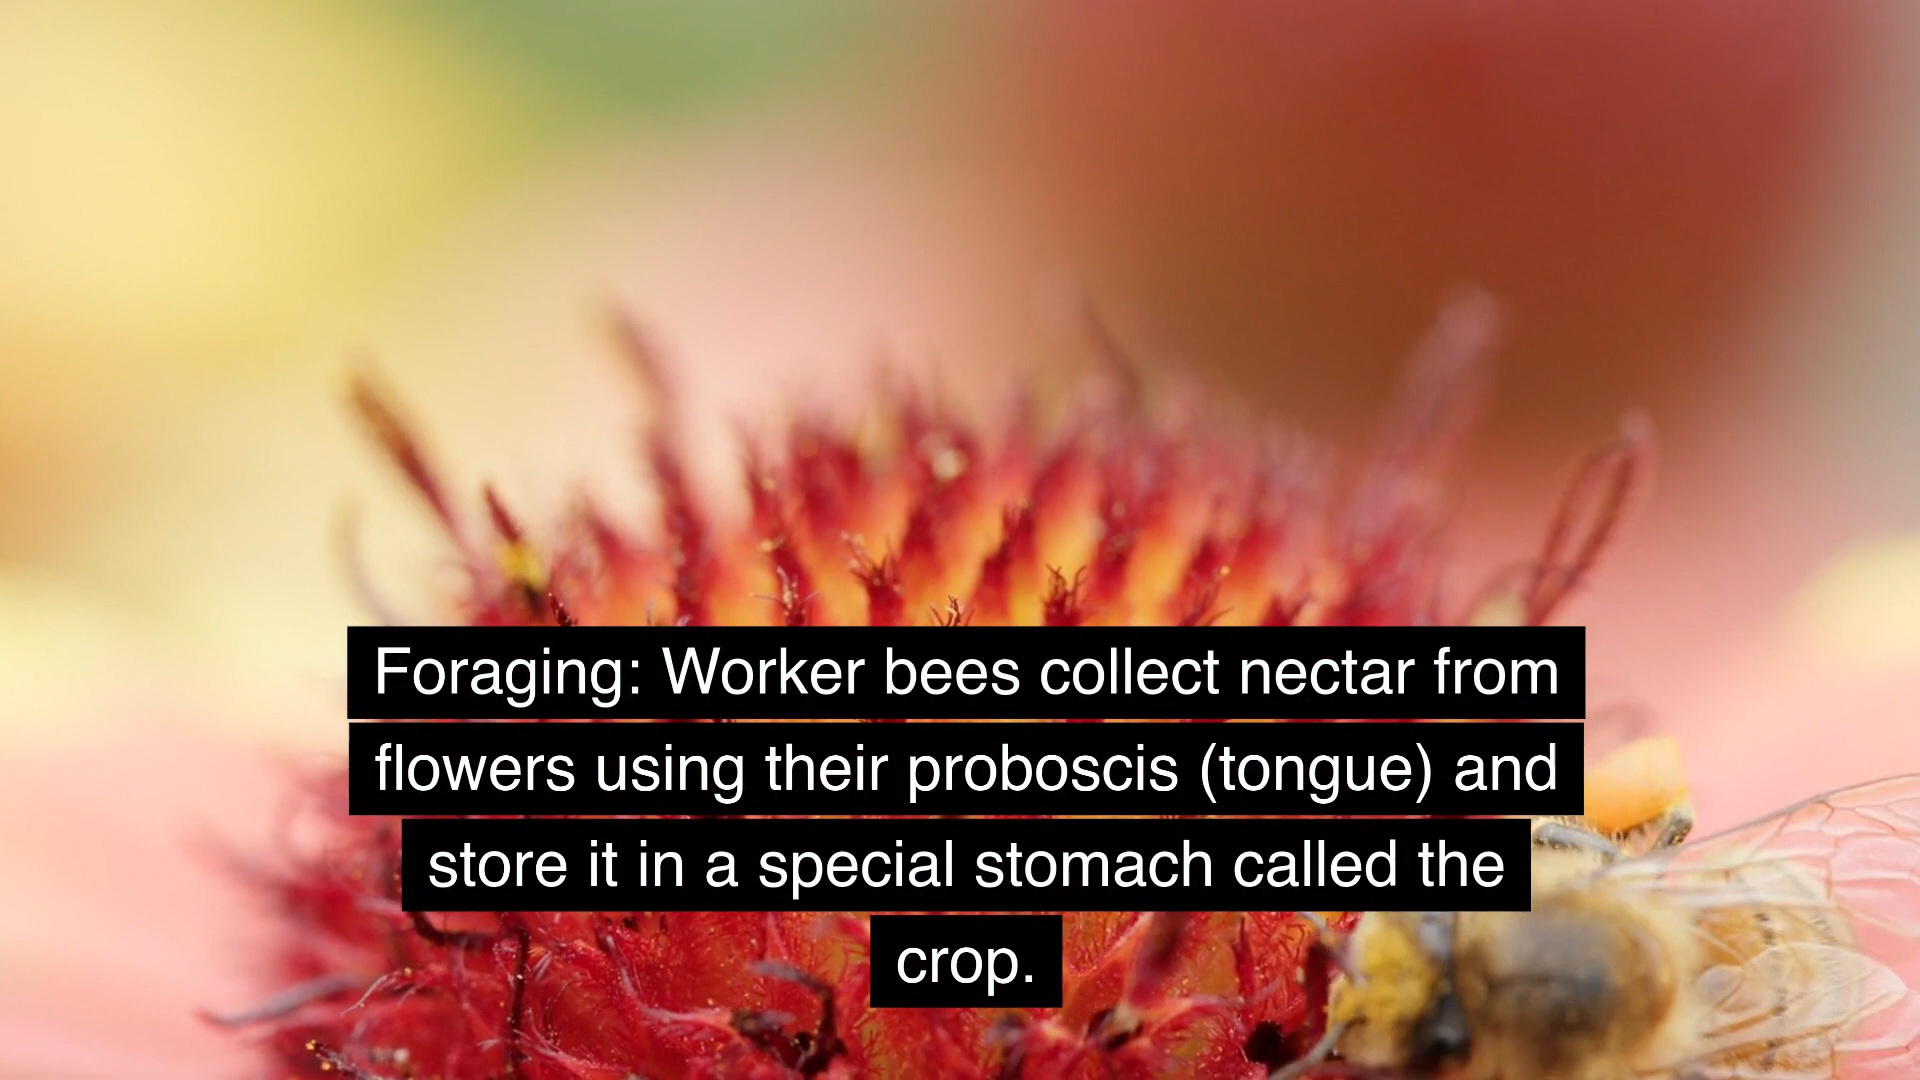 Foraging: Worker bees collect nectar from
flowers using their proboscis (tongue) and
store it in a special stomach called the
crop.